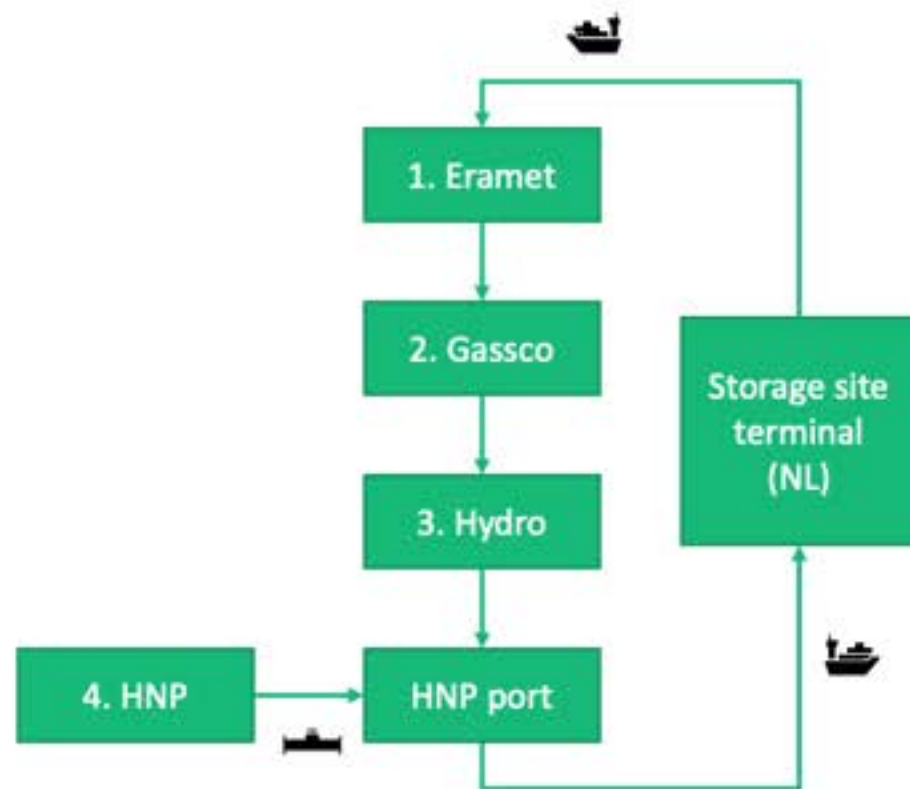 1. Eramet
2. Gassco
Storage site
terminal
(NL)
3. Hydro
4. HNP
HNP port